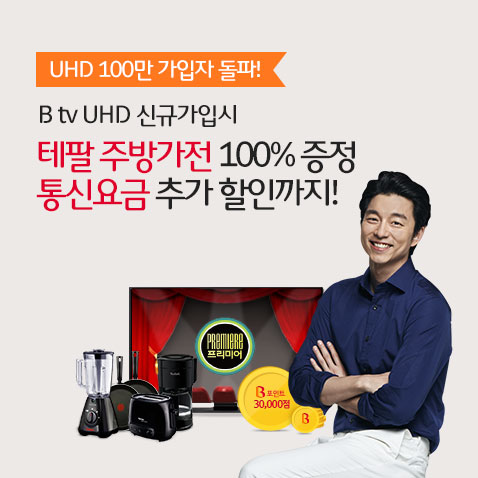 UHD 100만 가입자 돌파!
B tv UHD 신규가입시
테팔 주방가전 100% 증정
통신요금 추가 할인까지!
PREMIERE
프리미어
B 포인트
30,000점
B